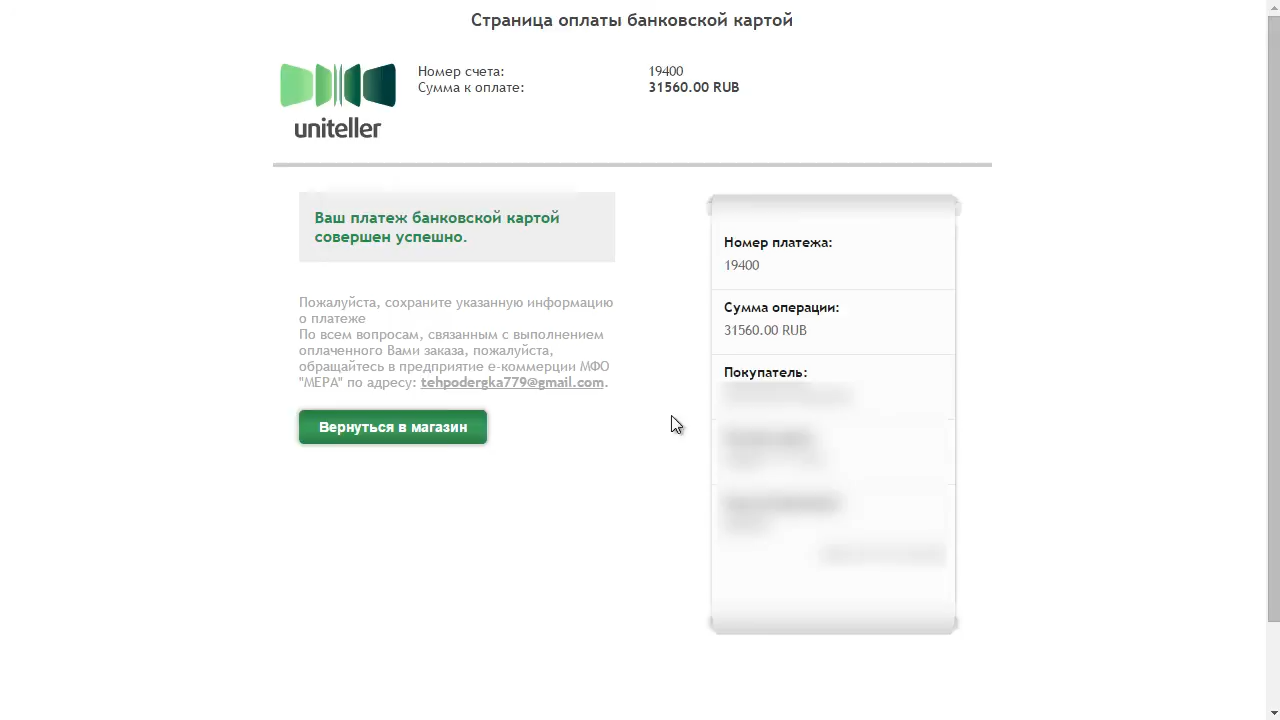 Страница оплаты банковской картой
Номер счета: 19400
Сумма к оплате: 31560.00 RUB
uniteller
Ваш платеж банковской картой
совершен успешно.
Пожалуйста, сохраните указанную информацию
о платеже
По всем вопросам, связанным с выполнением
оплаченного Вами заказа, пожалуйста,
обращайтесь в предприятие е-коммерции МФО
"МЕРА" по адресу: tehpodergka779@gmail.com.
Вернуться в магазин
Номер платежа:
19400
Сумма операции:
31560.00 RUB
Покупатель: